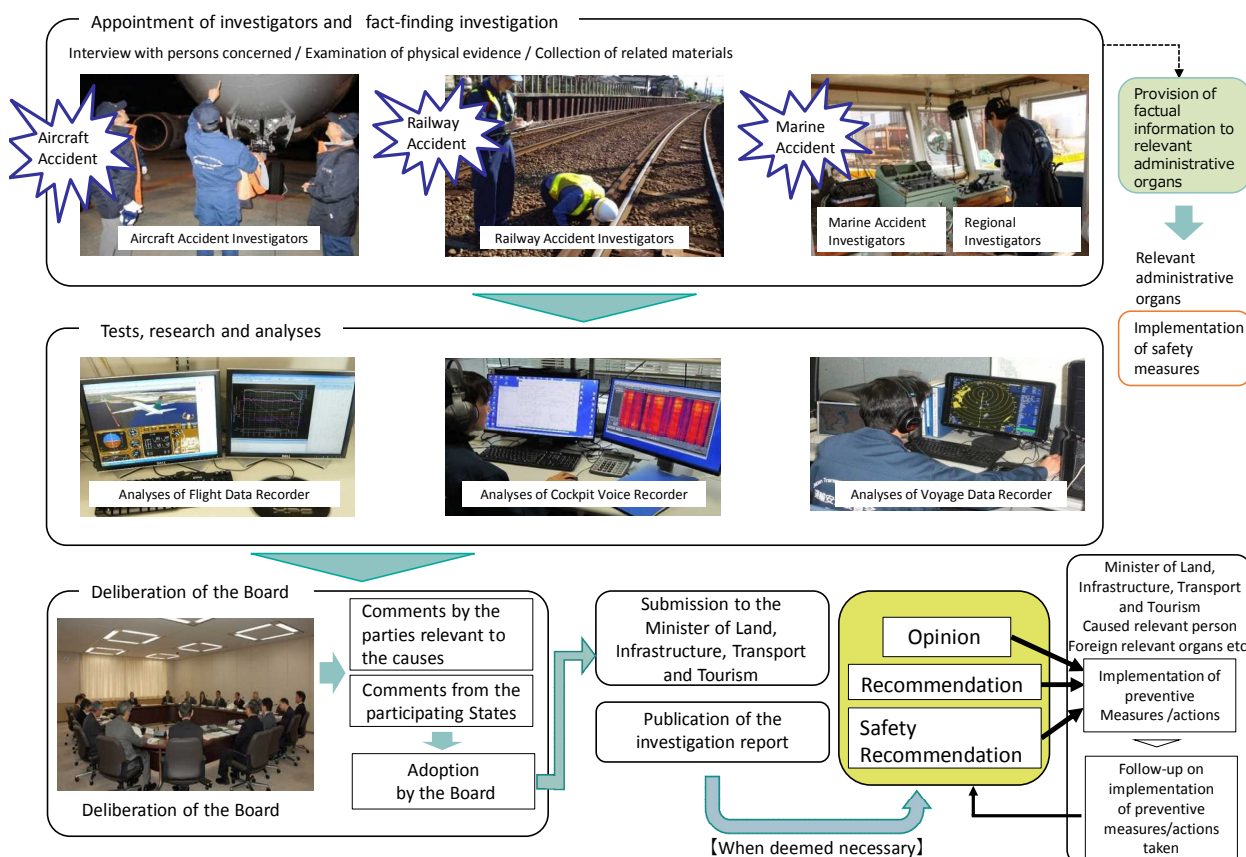 Appointment of investigators and fact-finding investigation
Interview with persons concerned / Examination of physical evidence / Collection of related materials
Aircraft
Accident
Aircraft Accident Investigators
Railway
Accident
Railway Accident Investigators
Marine
Accident
Marine Accident
Investigators
Regional
Investigators
Provision of
factual
information to
relevant
administrative
organs
Relevant
administrative
organs
Implementation
of safety
measures
Tests, research and analyses
Analyses of Flight Data Recorder
Analyses of Cockpit Voice Recorder
Analyses of Voyage Data Recorder
Deliberation of the Board
Deliberation of the Board
Comments by the
parties relevant to
the causes
Comments from the
participating States
Adoption
by the Board
Submission to the
Minister of Land,
Infrastructure, Transport
and Tourism
Publication of the
investigation report
【When deemed necessary】
Opinion
Recommendation
Safety
Recommendation
Minister of Land,
Infrastructure, Transport
and Tourism
Caused relevant person
Foreign relevant organs etc
Implementation of
preventive
Measures /actions
Follow-up on
implementation
of preventive
measures/actions
taken